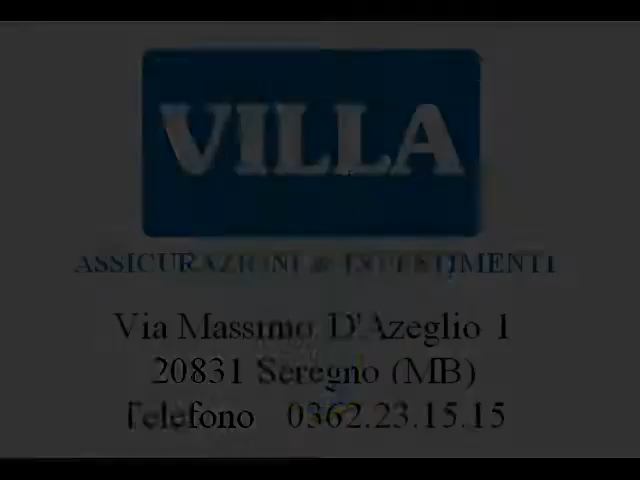 VILLA
ASSICURAZIONI & INVESTIMENTI
Via Massimo D'Azeglio 1
20831 Seregno (MB)
Telefono 0362.23.15.15